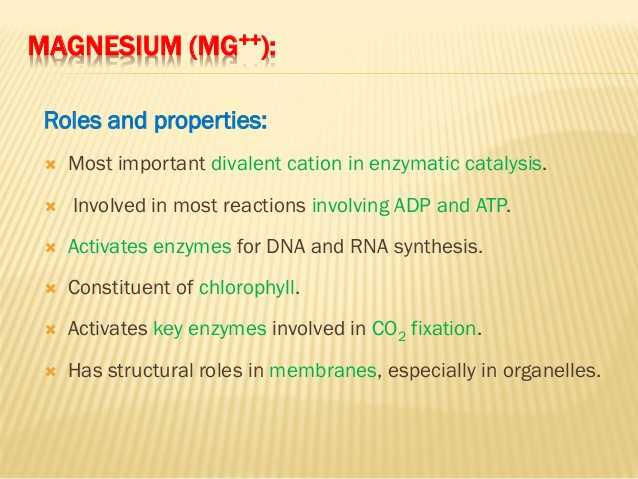 MAGNESIUM (MG++):
Roles and properties:
Most important divalent cation in enzymatic catalysis.
Involved in most reactions involving ADP and ATP.
Activates enzymes for DNA and RNA synthesis.
Constituent of chlorophyll.
Activates key enzymes involved in CO2 fixation.
Has structural roles in membranes, especially in organelles.